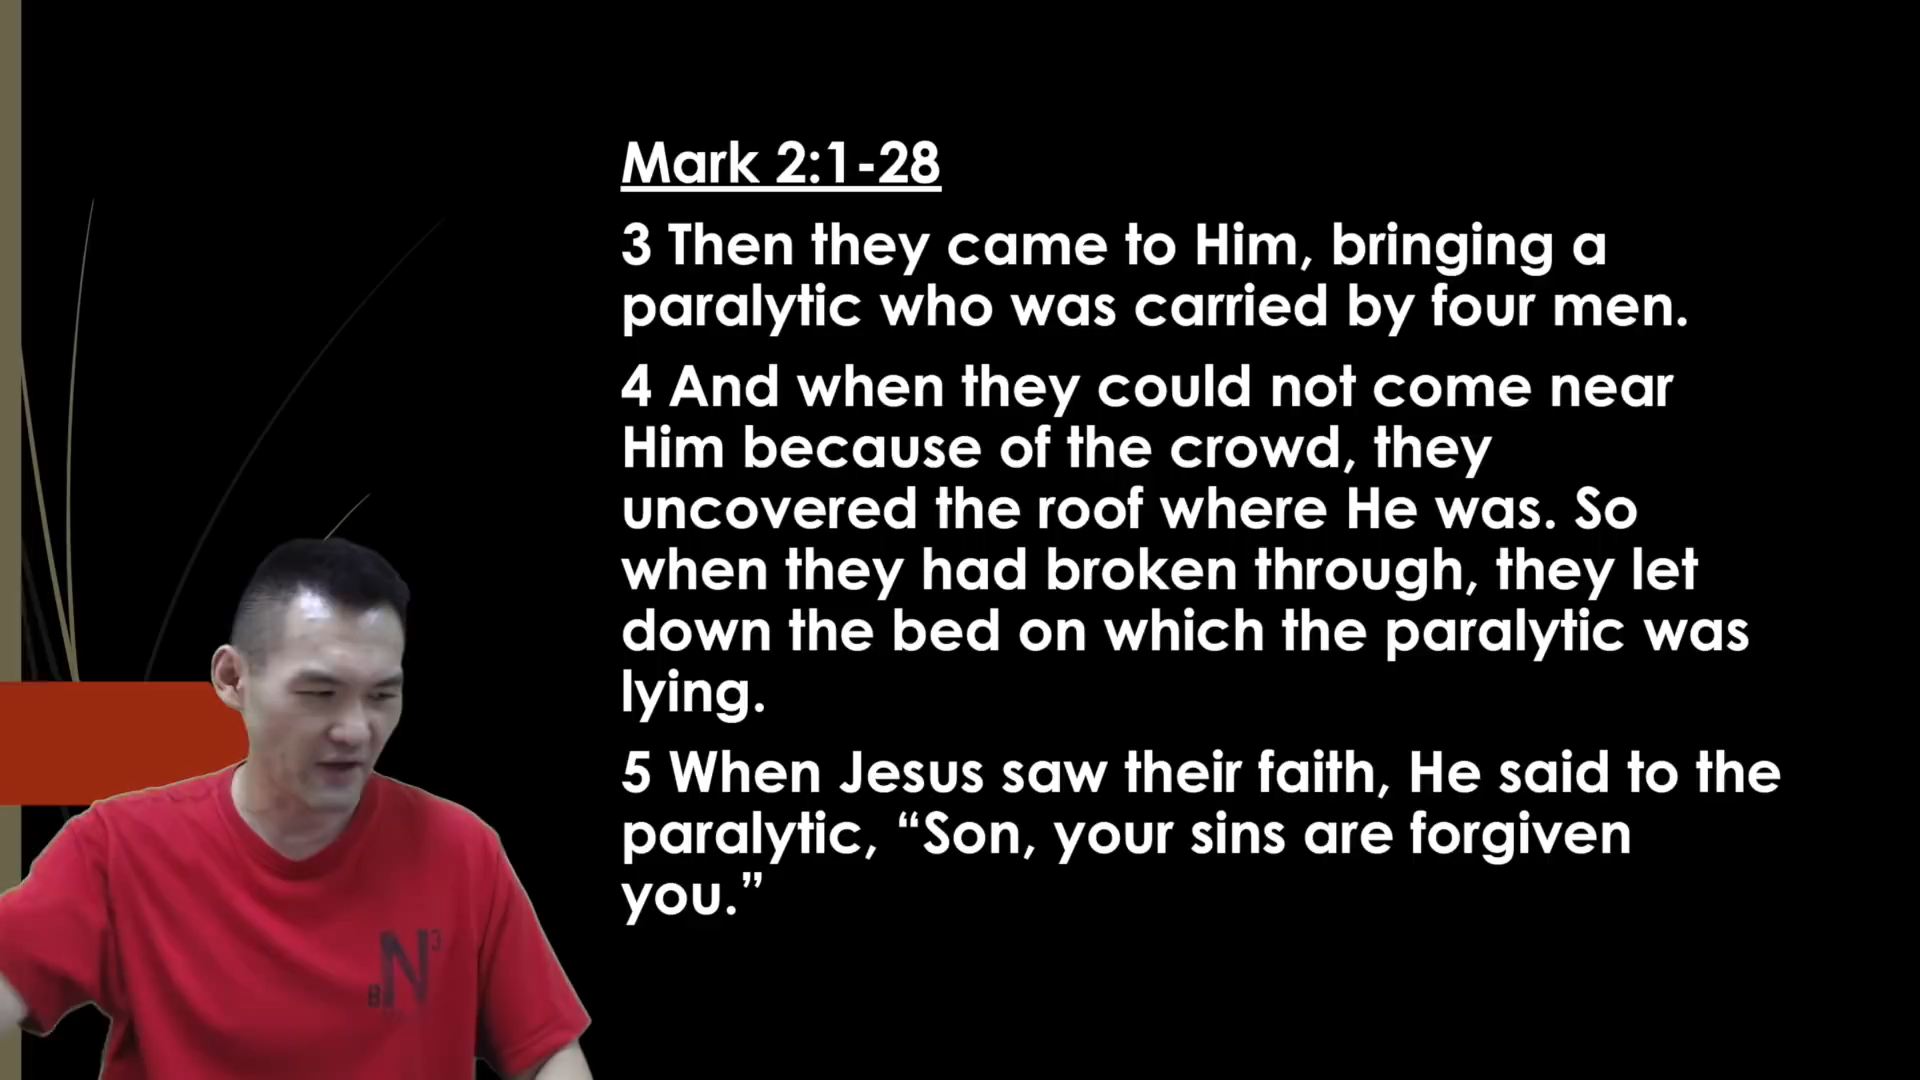 Mark 2:1-28
3 Then they came to Him, bringing a
paralytic who was carried by four men.
4 And when they could not come near
Him because of the crowd, they
uncovered the roof where He was. So
when they had broken through, they let
down the bed on which the paralytic was
lying.
5 When Jesus saw their faith, He said to the
paralytic, “Son, your sins are forgiven
you.”
N3